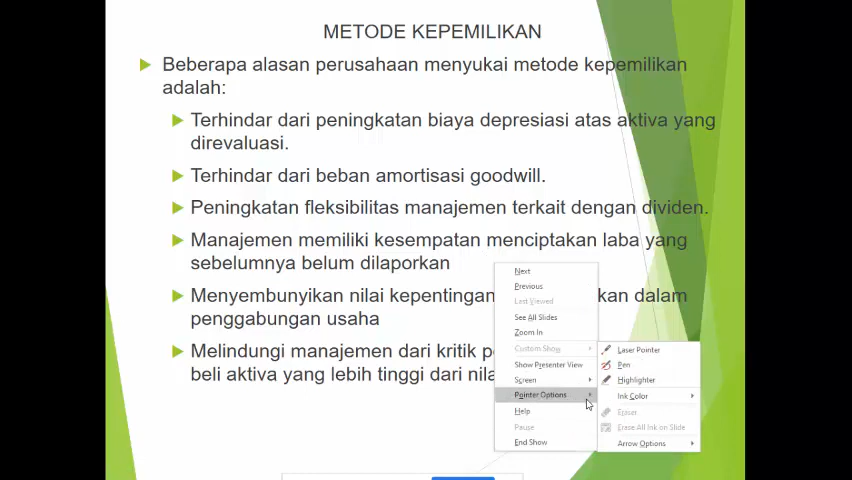 METODE KEPEMILIKAN
Beberapa alasan perusahaan menyukai metode kepemilikan
adalah:
Terhindar dari peningkatan biaya depresiasi atas aktiva yang
direvaluasi.
Terhindar dari beban amortisasi goodwill.
Peningkatan fleksibilitas manajemen terkait dengan dividen.
Manajemen memiliki kesempatan menciptakan laba yang
sebelumnya belum dilaporkan
Menyembunyikan nilai kepentingan kan dalam
penggabungan usaha
Melindungi manajemen dari kritik
beli aktiva yang lebih tinggi dari
Next
Previous
Last Viewed
See All Slides
Zoom In
Custom Show
Show Presenter View
Screen
Pointer Options
Help
Pause
End Show
Laser Pointer
Pen
Highlighter
Ink Color
Eraser
Erase All Ink on Slide
Arrow Options